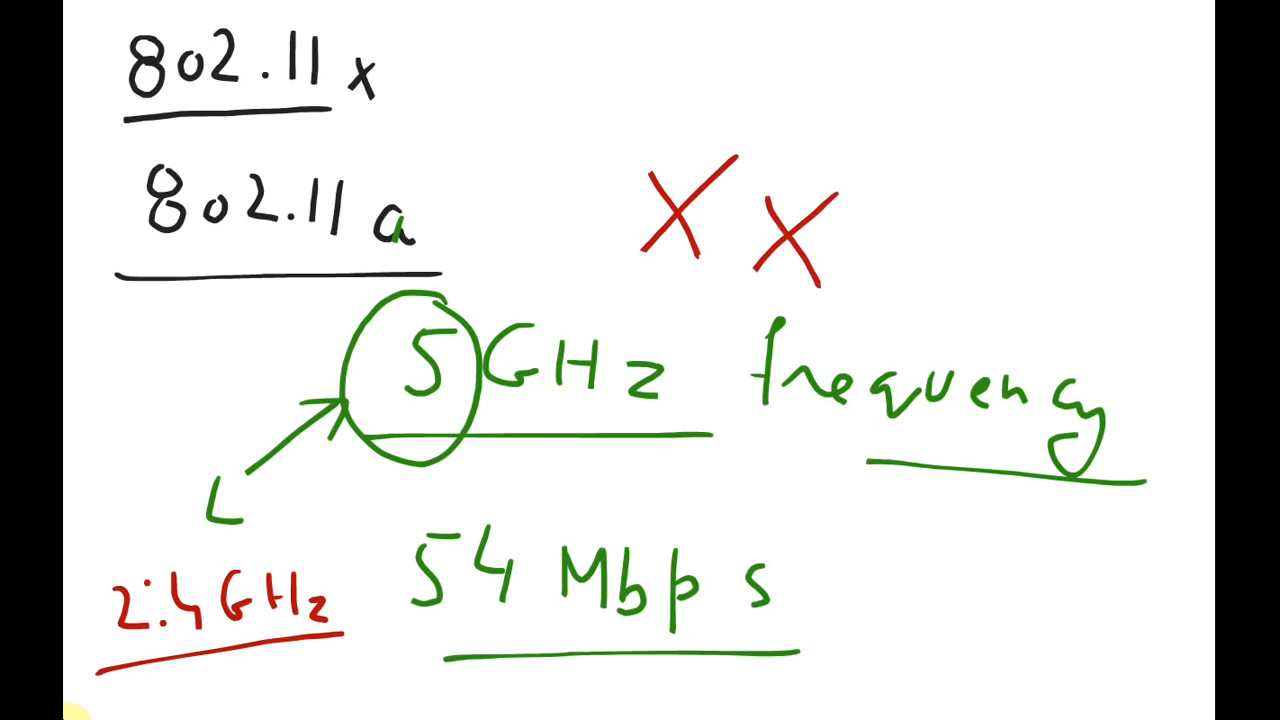 802.11 x
802.11 a
X X
5 GHz frequency
L
2.4 GHz
54 Mbps